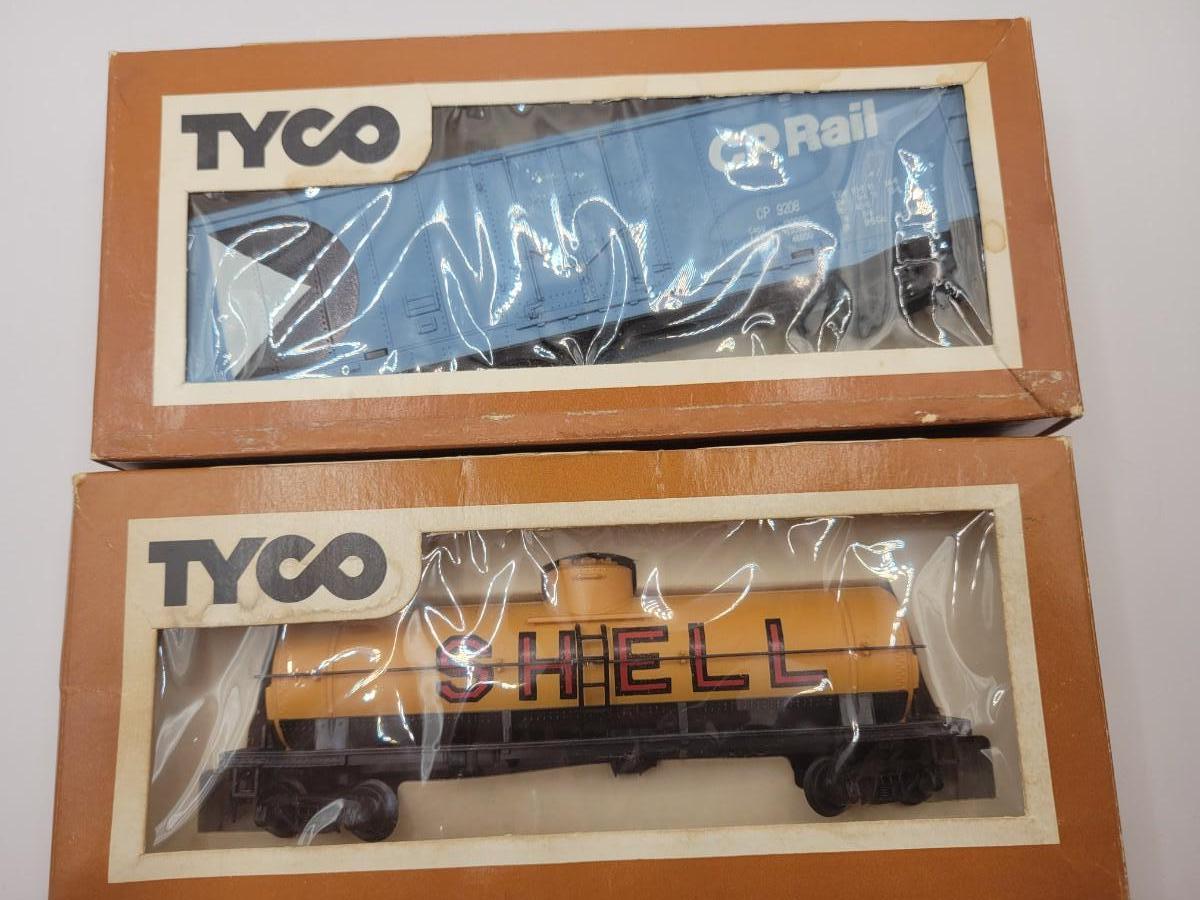 TYCO
CP Rail
CP 9208
TYCO
SHELL